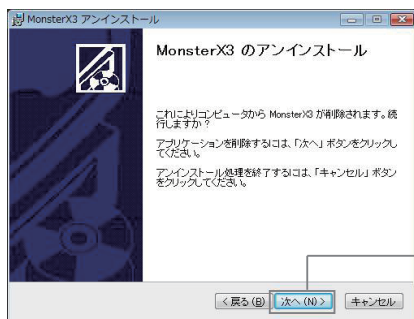 MonsterX3 アンインストール
MonsterX3 のアンインストール
これによりコンピュータから MonsterX3 が削除されます。続
行しますか?
アプリケーションを削除するには、「次へ」ボタンをクリックし
てください。
アンインストール処理を終了するには、「キャンセル」ボタン
をクリックしてください。
< 戻る (B)
次へ (N) >
キャンセル